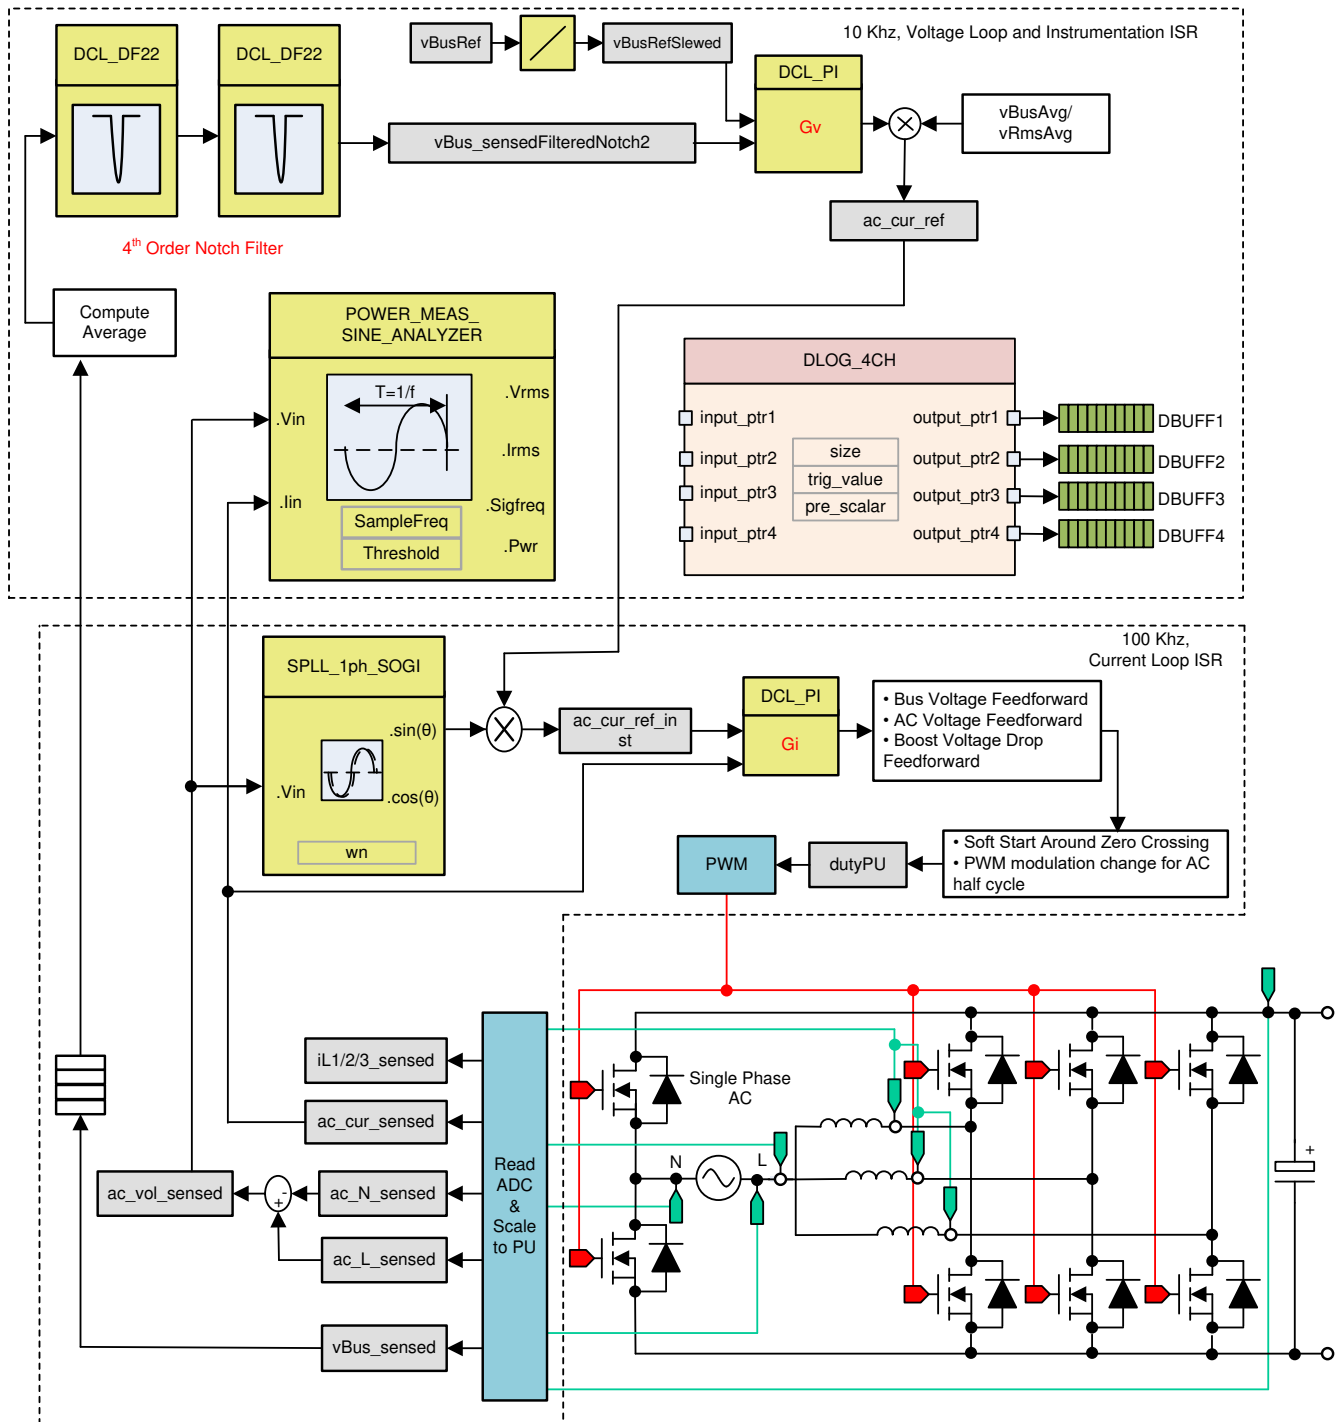 10 Khz, Voltage Loop and Instrumentation ISR
DCL_DF22
DCL_DF22
vBusRef
vBusRefSlewed
DCL_PI
Gv
vBusAvg/
vRmsAvg
vBus_sensedFilteredNotch2
ac_cur_ref
4th Order Notch Filter
Compute
Average
POWER_MEAS_
SINE_ANALYZER
T=1/f
.Vin
.Iin
.Vrms
.Irms
.Sigfreq
.Pwr
SampleFreq
Threshold
DLOG_4CH
input_ptr1
input_ptr2
input_ptr3
input_ptr4
size
trig_value
pre_scalar
output_ptr1
output_ptr2
output_ptr3
output_ptr4
DBUFF1
DBUFF2
DBUFF3
DBUFF4
100 Khz,
Current Loop ISR
SPLL_1ph_SOGI
.sin(θ)
.Vin
.cos(θ)
wn
ac_cur_ref_in
st
DCL_PI
Gi
• Bus Voltage Feedforward
• AC Voltage Feedforward
• Boost Voltage Drop
Feedforward
• Soft Start Around Zero Crossing
• PWM modulation change for AC
half cycle
dutyPU
PWM
iL1/2/3_sensed
ac_cur_sensed
ac_vol_sensed
-
+
ac_N_sensed
ac_L_sensed
vBus_sensed
Read
ADC
&
Scale
to PU
Single Phase
AC
N
L
+